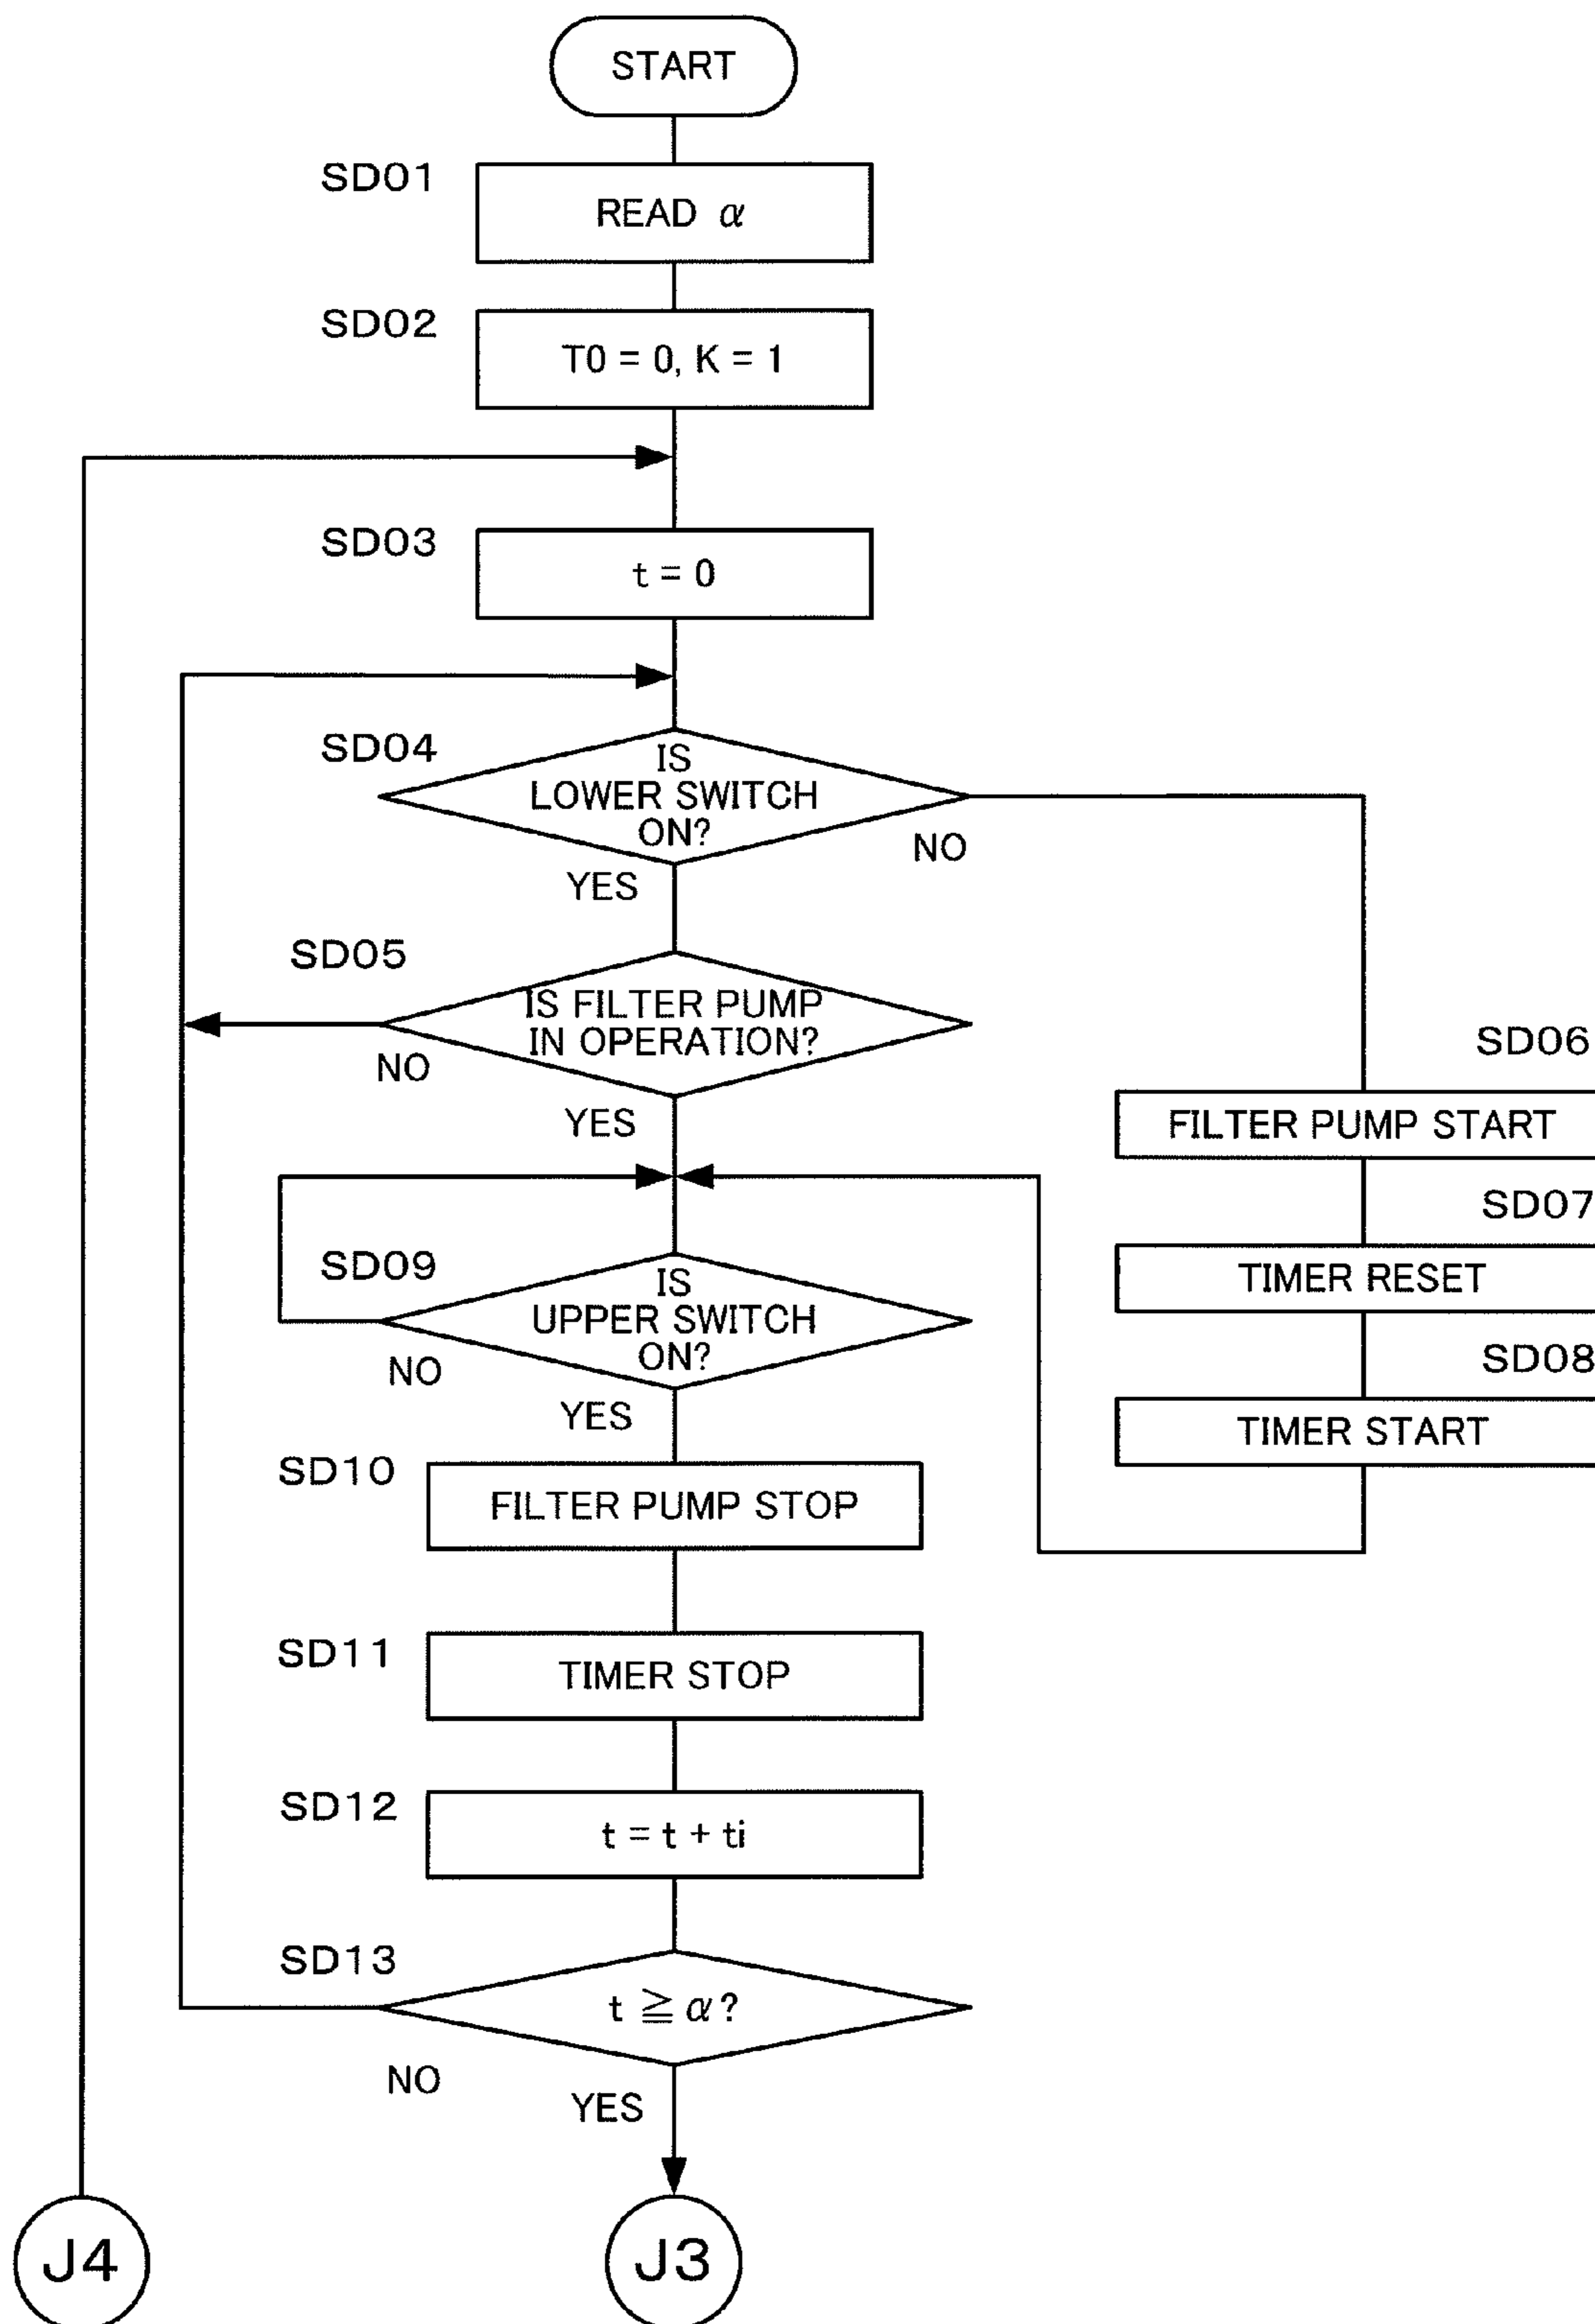 START
SD01
READ α
SD02
T0 = 0, K = 1
SD03
t = 0
SD04
IS
LOWER SWITCH
ON?
NO
YES
SD05
IS FILTER PUMP
IN OPERATION?
NO
YES
SD06
FILTER PUMP START
SD07
TIMER RESET
SD08
TIMER START
SD09
IS
UPPER SWITCH
ON?
NO
YES
SD10
FILTER PUMP STOP
SD11
TIMER STOP
SD12
t = t + ti
SD13
t ≧ α?
NO
YES
J4
J3